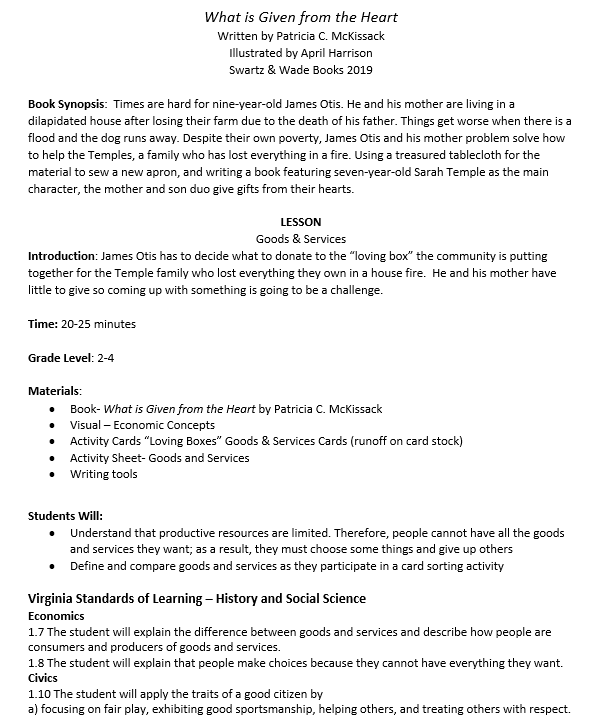 What is Given from the Heart
Written by Patricia C. McKissack
Illustrated by April Harrison
Swartz & Wade Books 2019
Book Synopsis:  Times are hard for nine-year-old James Otis. He and his mother are living in a
dilapidated house after losing their farm due to the death of his father. Things get worse when there is a
flood and the dog runs away. Despite their own poverty, James Otis and his mother problem solve how
to help the Temples, a family who has lost everything in a fire. Using a treasured tablecloth for the
material to sew a new apron, and writing a book featuring seven-year-old Sarah Temple as the main
character, the mother and son duo give gifts from their hearts.
LESSON
Goods & Services
Introduction: James Otis has to decide what to donate to the “loving box” the community is putting
together for the Temple family who lost everything they own in a house fire.  He and his mother have
little to give so coming up with something is going to be a challenge.
Time: 20-25 minutes
Grade Level: 2-4
Materials:
• Book- What is Given from the Heart by Patricia C. McKissack
• Visual – Economic Concepts
• Activity Cards “Loving Boxes” Goods & Services Cards (runoff on card stock)
• Activity Sheet- Goods and Services
• Writing tools
Students Will:
• Understand that productive resources are limited. Therefore, people cannot have all the goods
and services they want; as a result, they must choose some things and give up others
• Define and compare goods and services as they participate in a card sorting activity
Virginia Standards of Learning – History and Social Science
Economics
1.7 The student will explain the difference between goods and services and describe how people are
consumers and producers of goods and services.
1.8 The student will explain that people make choices because they cannot have everything they want.
Civics
1.10 The student will apply the traits of a good citizen by
a) focusing on fair play, exhibiting good sportsmanship, helping others, and treating others with respect.